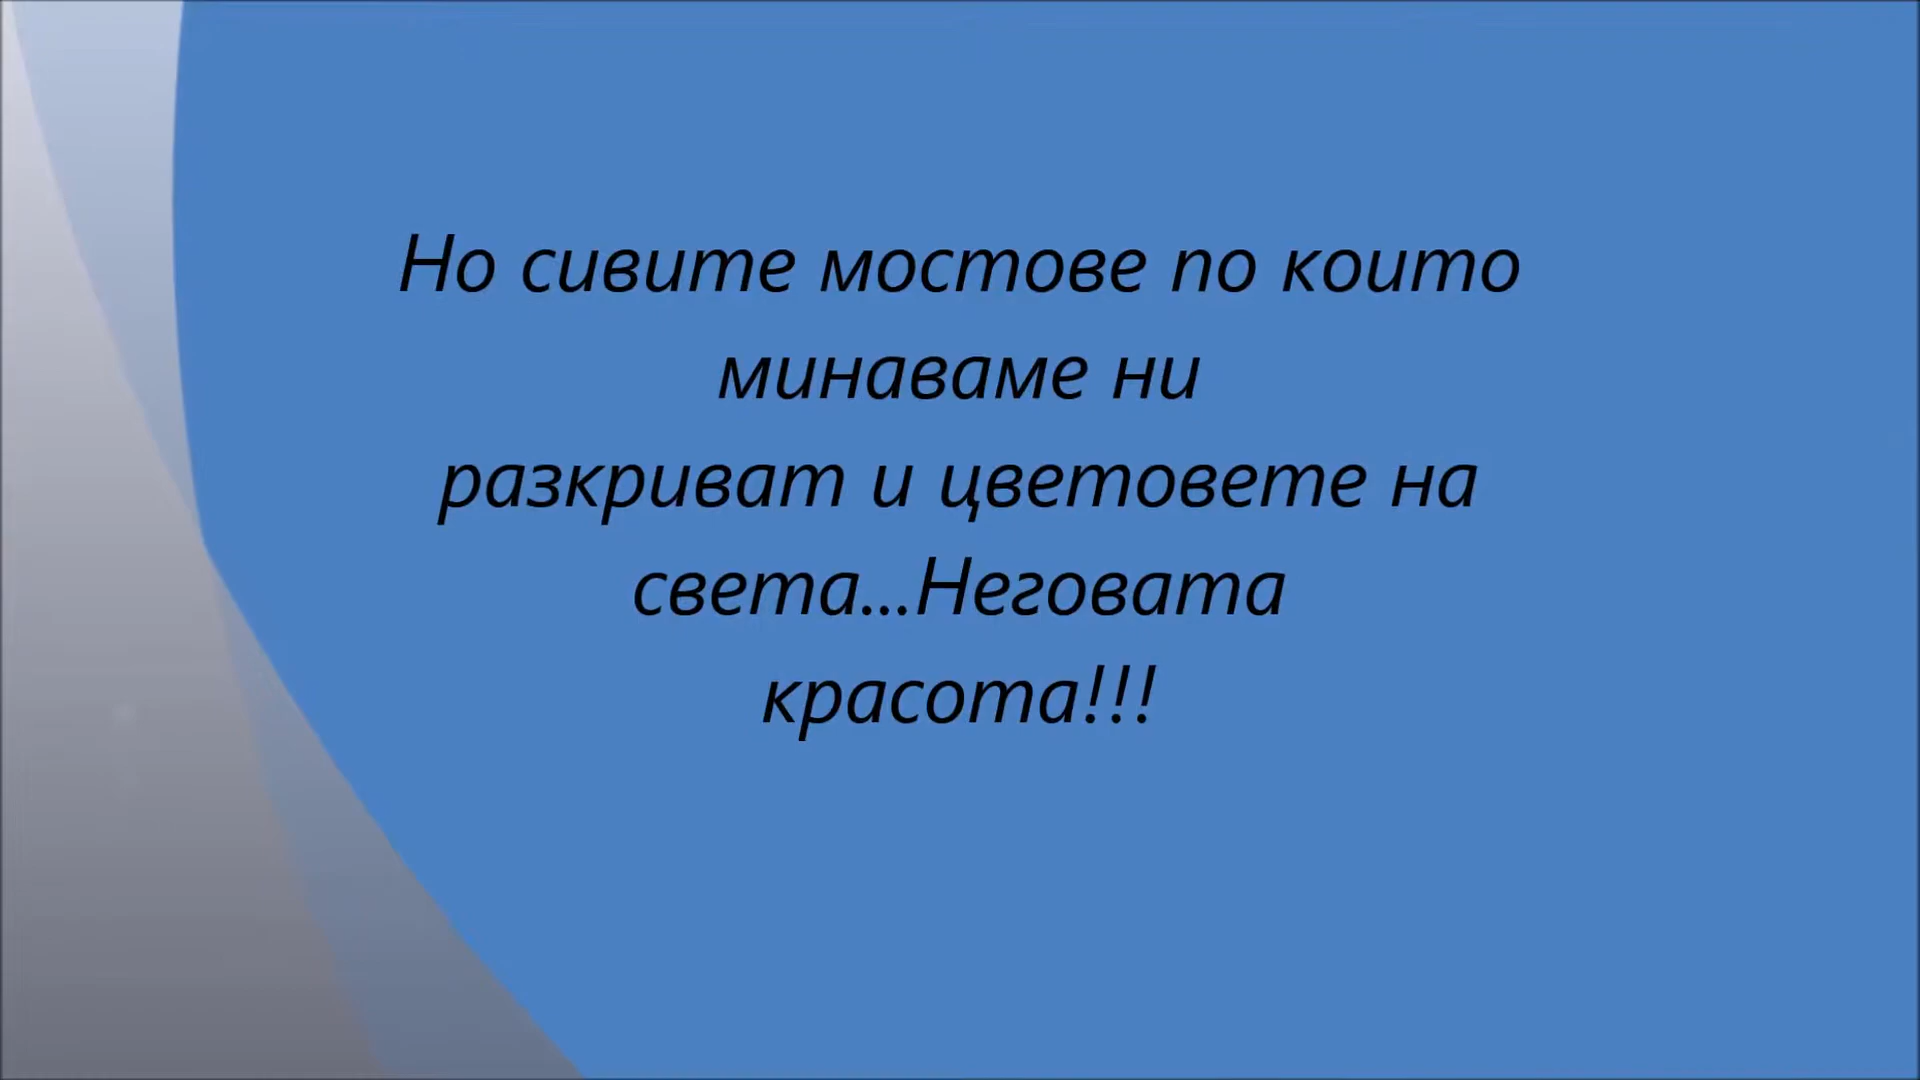 Но сивите мостове по които
минаваме ни
разкриват и цветовете на
света...Неговата
красота!!!